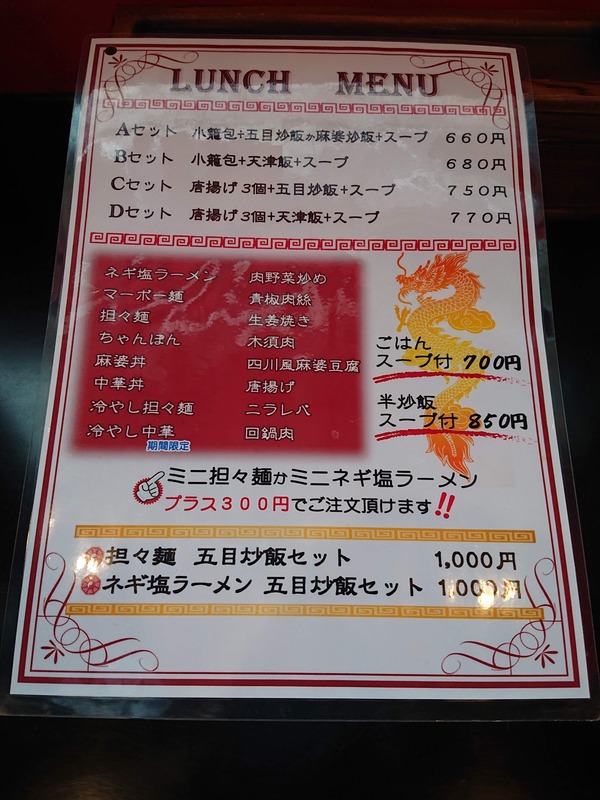 LUNCH MENU
Aセット 小籠包+五目炒飯か麻婆炒飯+スープ 660円
Bセット 小籠包+天津飯+スープ 680円
Cセット 唐揚げ3個+五目炒飯+スープ 750円
Dセット 唐揚げ3個+天津飯+スープ 770円
ネギ塩ラーメン 肉野菜炒め
マーボー麺 青椒肉絲
担々麺 生姜焼き
ちゃんぽん 木須肉
麻婆丼 四川風麻婆豆腐
中華丼 唐揚げ
冷やし担々麺 ニラレバ
冷やし中華 回鍋肉
期間限定
ごはん
スープ付 700円
半炒飯
スープ付 850円
ミニ担々麺かミニネギ塩ラーメン
プラス300円でご注文頂けます!!
担々麺 五目炒飯セット 1,000円
ネギ塩ラーメン 五目炒飯セット 1,000円